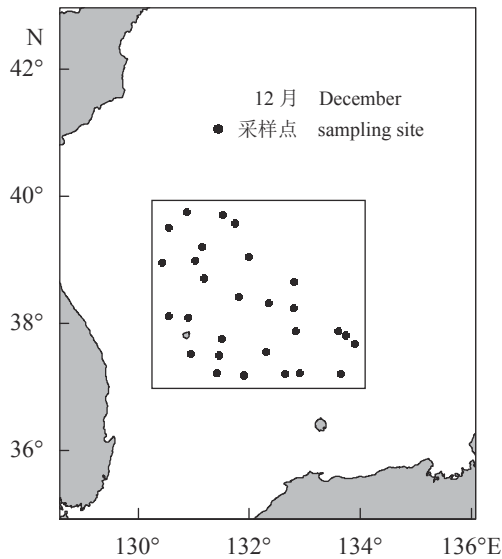 N
42°
12 月 December
采样点 sampling site
40°
38°
36°
130° 132° 134° 136°E